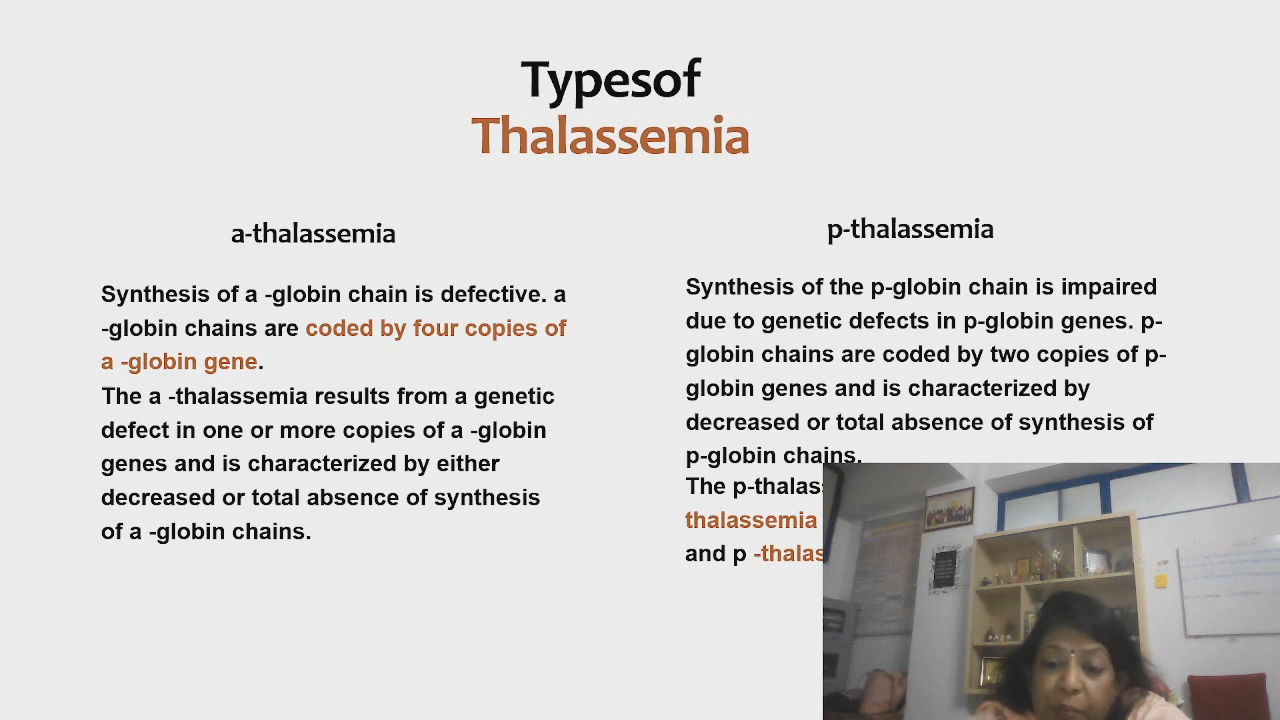 Typesof
Thalassemia
a-thalassemia
Synthesis of a -globin chain is defective. a
-globin chains are coded by four copies of
a -globin gene.
The a -thalassemia results from a genetic
defect in one or more copies of a -globin
genes and is characterized by either
decreased or total absence of synthesis
of a -globin chains.
p-thalassemia
Synthesis of the p-globin chain is impaired
due to genetic defects in p-globin genes. p-
globin chains are coded by two copies of p-
globin genes and is characterized by
decreased or total absence of synthesis of
p-globin chains.
The p-thalas
thalassemia
and p -thalas